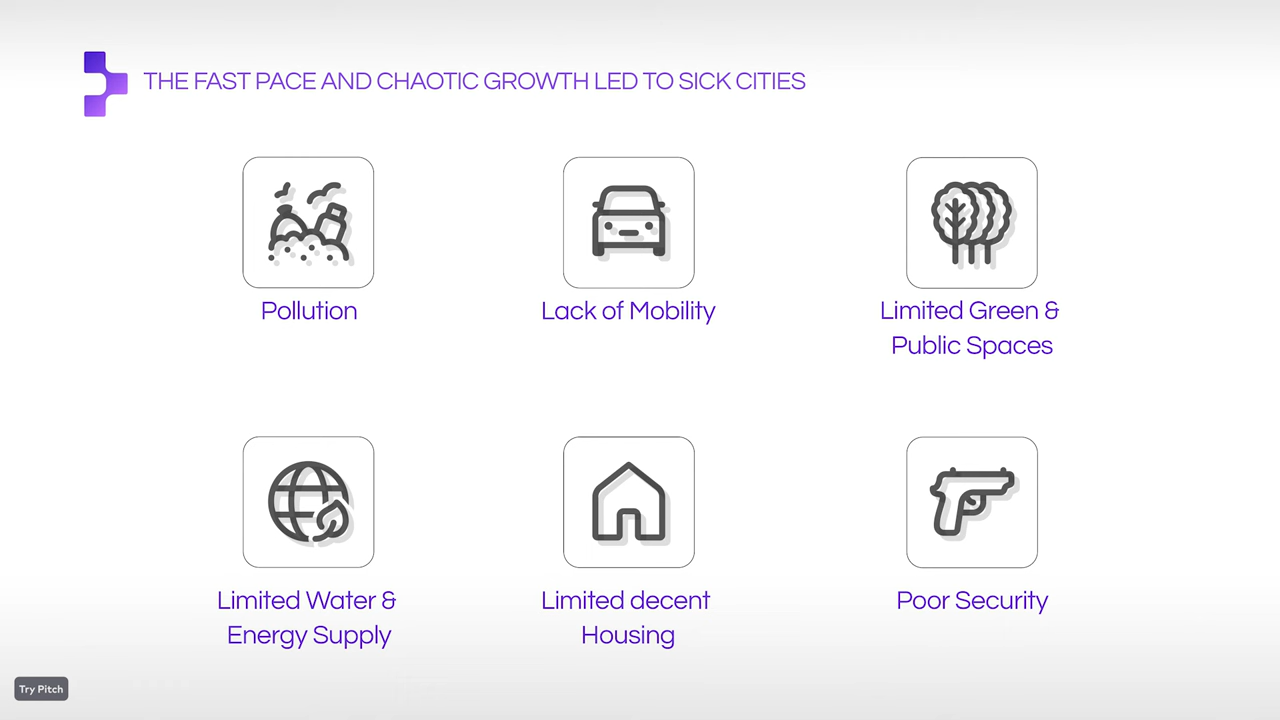 THE FAST PACE AND CHAOTIC GROWTH LED TO SICK CITIES
Pollution
Lack of Mobility
Limited Green &
Public Spaces
Limited Water &
Energy Supply
Limited decent
Housing
Poor Security
Try Pitch